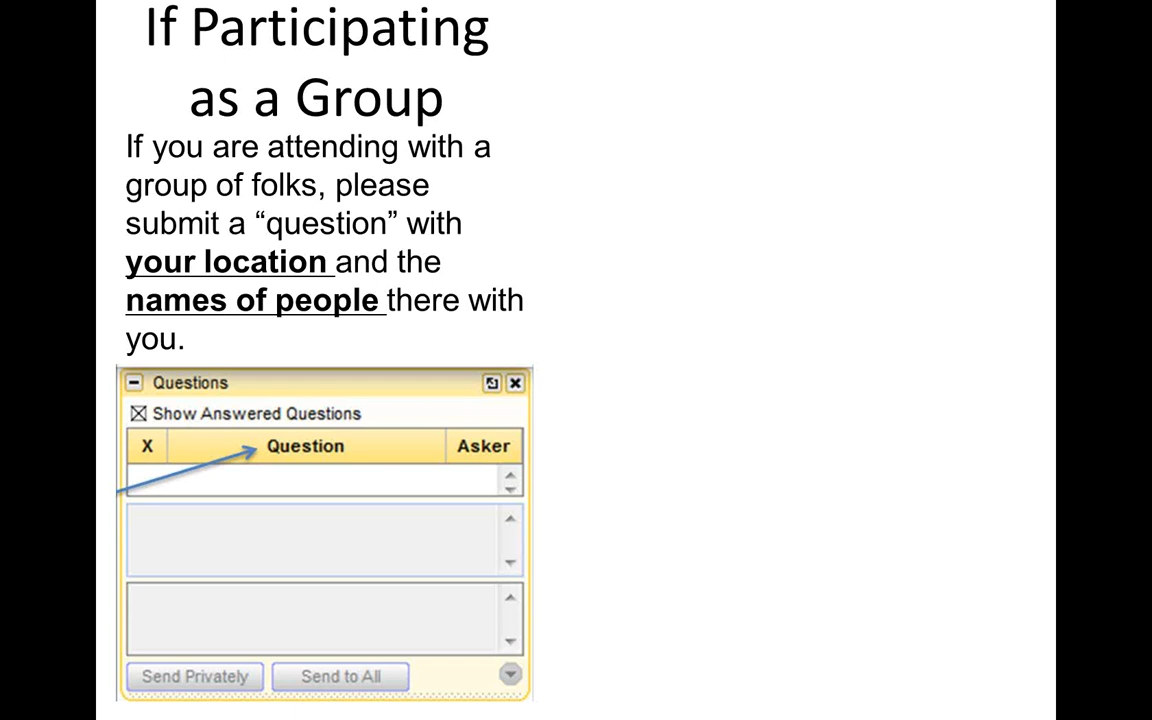 If Participating
as a Group
If you are attending with a
group of folks, please
submit a “question” with
your location and the
names of people there with
you.
Questions
Show Answered Questions
X Question Asker
Send Privately Send to All